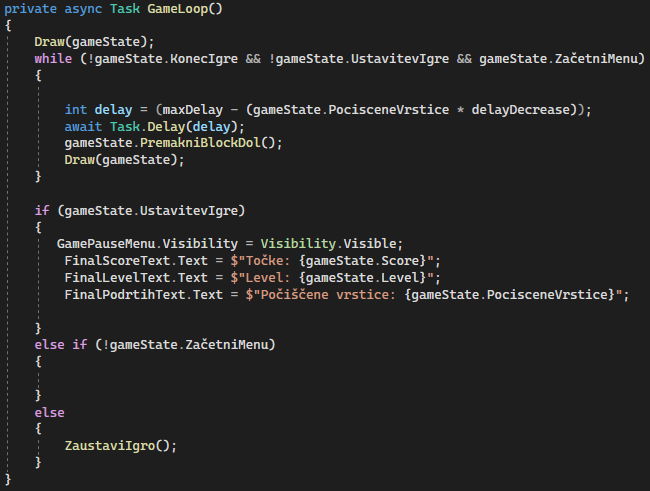 private async Task GameLoop()
{
Draw(gameState);
while (!gameState.KonecIgre && !gameState.UstavitevIgre && gameState.ZačetniMenu)
{
int delay = (maxDelay - (gameState.PocisceneVrstice * delayDecrease));
await Task.Delay(delay);
gameState.PremakniBlockDol();
Draw(gameState);
}
if (gameState.UstavitevIgre)
{
GamePauseMenu.Visibility = Visibility.Visible;
FinalScoreText.Text = $"Točke: {gameState.Score}";
FinalLevelText.Text = $"Level: {gameState.Level}";
FinalPodrtihText.Text = $"Počiščene vrstice: {gameState.PocisceneVrstice}";
}
else if (!gameState.ZačetniMenu)
{
}
else
{
ZaustaviIgro();
}
}